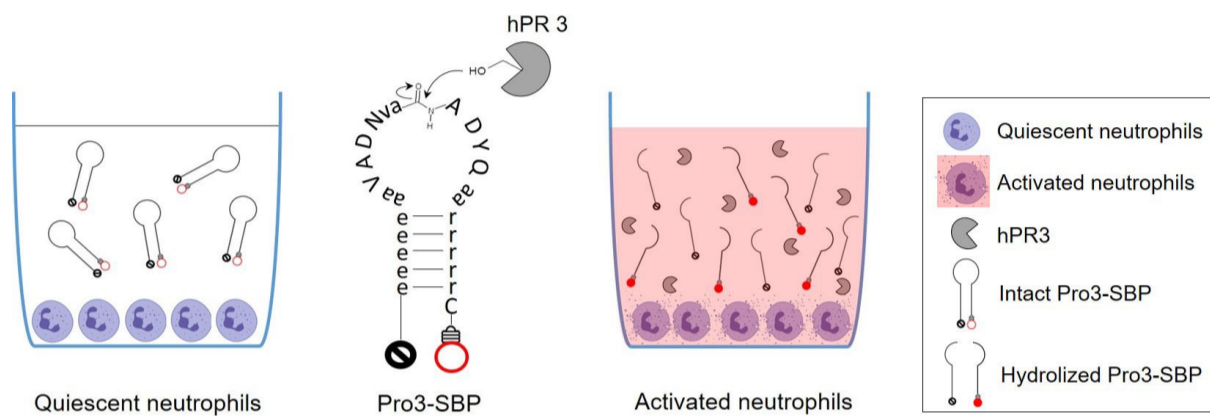 hPR 3
HO
O
Nva
N
H
A
V A D
D Y Q
aa
aa
e r
e r
e r
e r
e r
C
Quiescent neutrophils
Activated neutrophils
hPR3
Intact Pro3-SBP
Hydrolized Pro3-SBP
Quiescent neutrophils
Pro3-SBP
Activated neutrophils